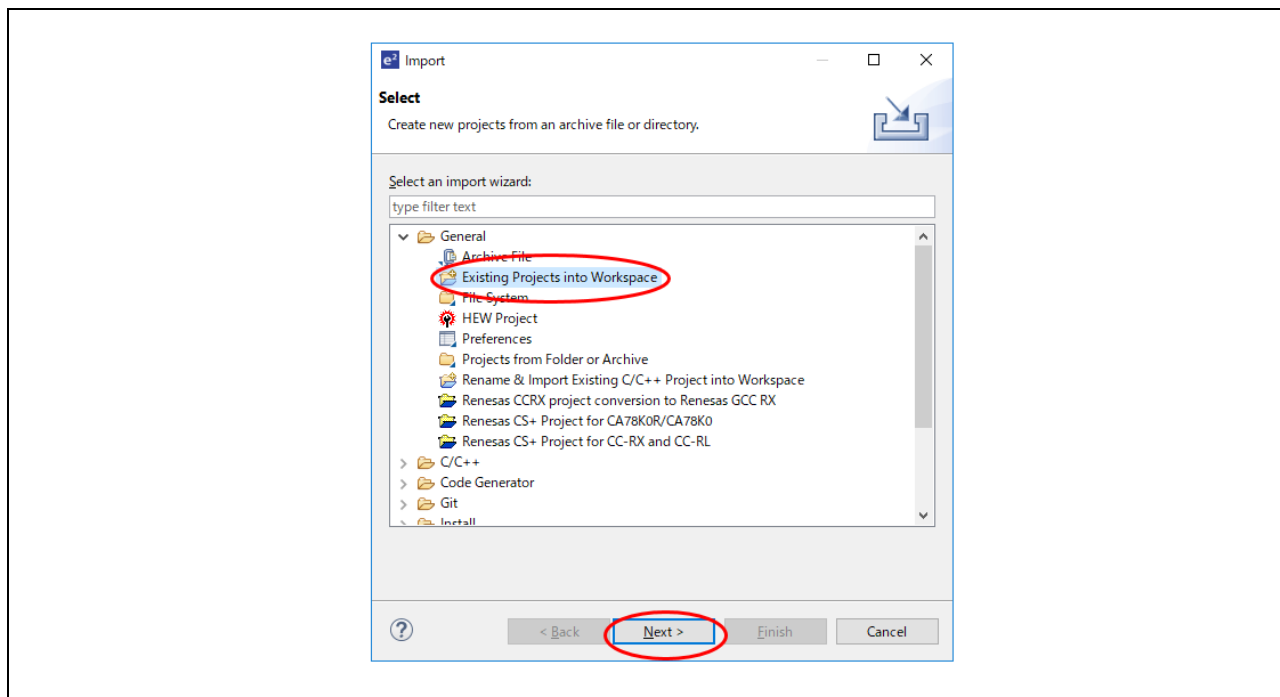 e² Import
Select
Create new projects from an archive file or directory.
Select an import wizard:
type filter text
General
Archive File
Existing Projects into Workspace
File System
HEW Project
Preferences
Projects from Folder or Archive
Rename & Import Existing C/C++ Project into Workspace
Renesas CCRX project conversion to Renesas GCC RX
Renesas CS+ Project for CA78K0R/CA78K0
Renesas CS+ Project for CC-RX and CC-RL
C/C++
Code Generator
Git
Install
? < Back Next > Finish Cancel